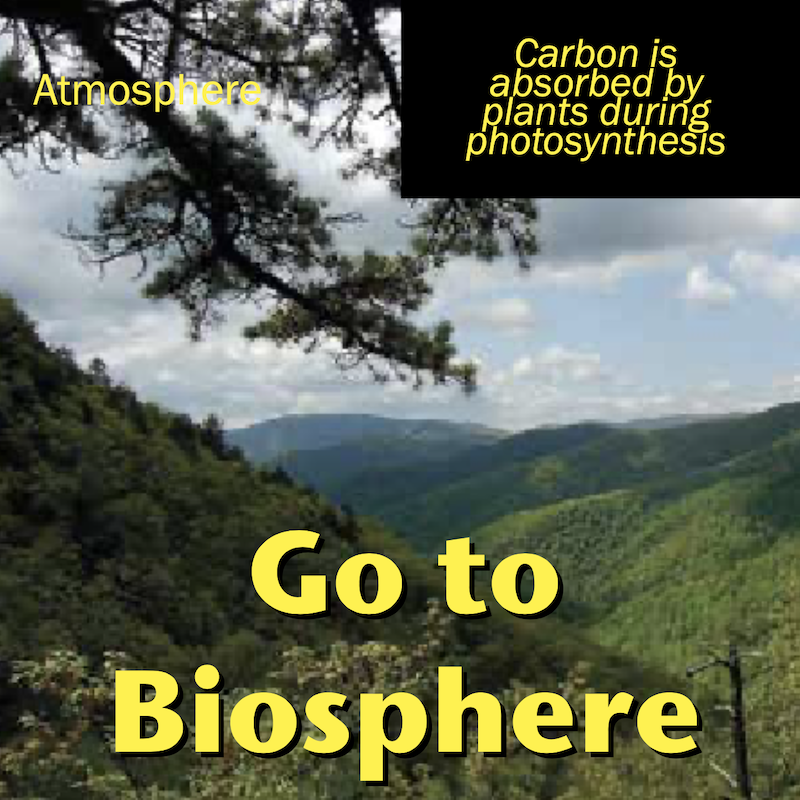 Atmosphere
Carbon is
absorbed by
plants during
photosynthesis
Go to
Biosphere